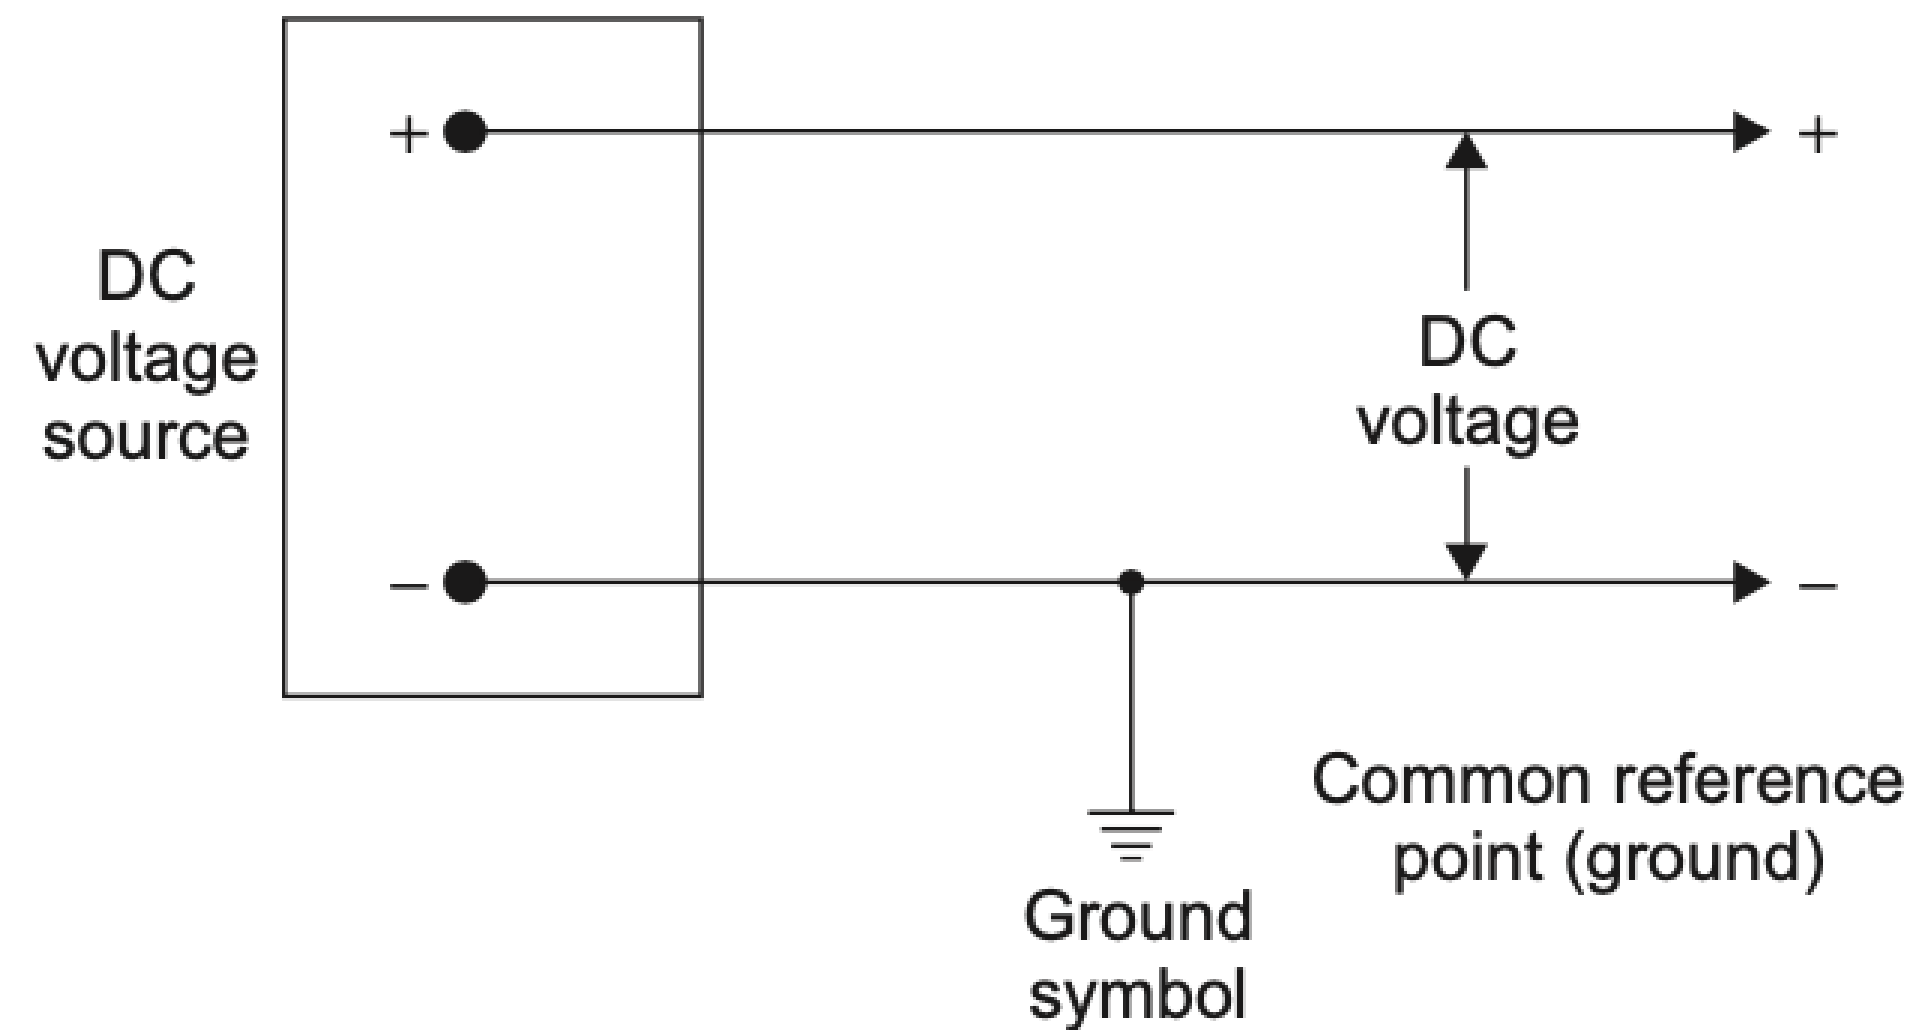 +
+
DC
voltage
source
DC
voltage
–
–
Common reference
point (ground)
Ground
symbol